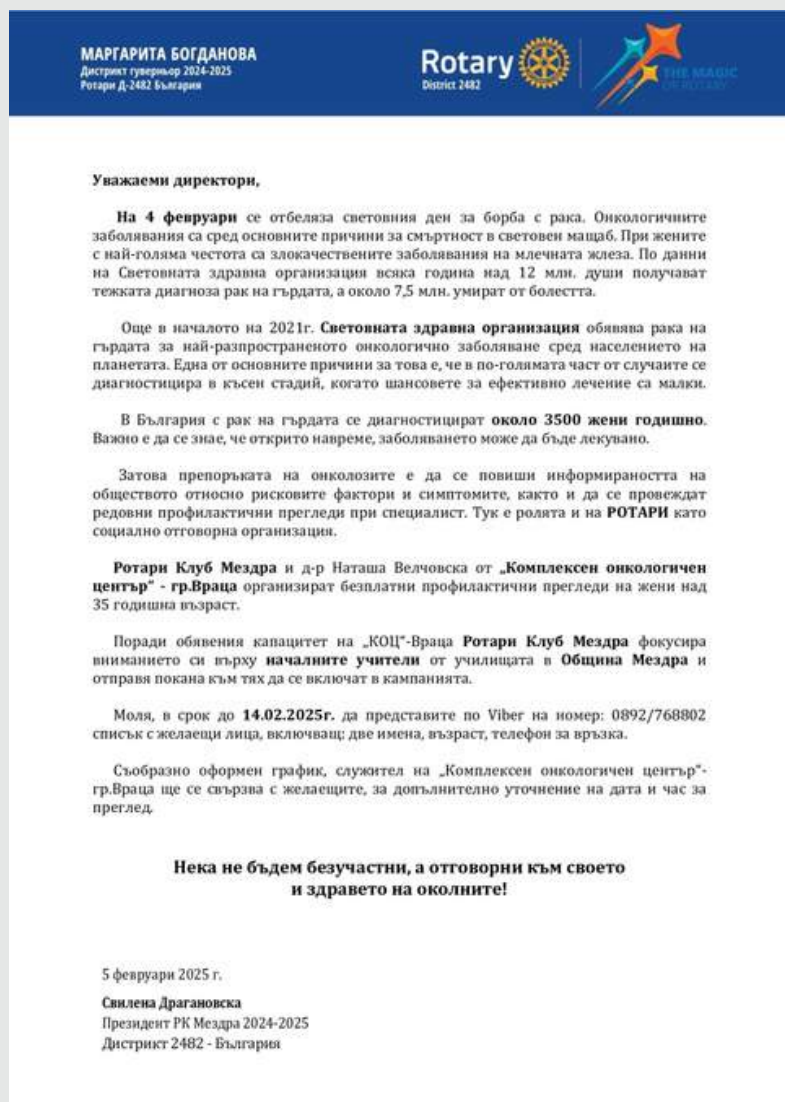 МАРГАРИТА БОГДАНОВА
Дистрикт гуверньор 2024-2025
Ротари Д-2482 България
Rotary
District 2482
THE MAGIC
OF ROTARY
Уважаеми директори,
На 4 февруари се отбеляза световния ден за борба с рака. Онкологичните
заболявания са сред основните причини за смъртност в световен мащаб. При жените
с най-голяма честота са злокачествените заболявания на млечната жлеза. По данни
на Световната здравна организация всяка година над 12 млн. души получават
тежката диагноза рак на гърдата, а около 7,5 млн. умират от болестта.
Още в началото на 2021г. Световната здравна организация обявява рака на
гърдата за най-разпространеното онкологично заболяване сред населението на
планетата. Една от основните причини за това е, че в по-голямата част от случаите се
диагностицира в късен стадий, когато шансовете за ефективно лечение са малки.
В България с рак на гърдата се диагностицират около 3500 жени годишно.
Важно е да се знае, че открито навреме, заболяването може да бъде лекувано.
Затова препоръката на онколозите е да се повиши информираността на
обществото относно рисковите фактори и симптомите, както и да се провеждат
редовни профилактични прегледи при специалист. Тук е ролята и на РОТАРИ като
социално отговорна организация.
Ротари Клуб Мездра и д-р Наташа Велчовска от „Комплексен онкологичен
център“ - гр.Враца организират безплатни профилактични прегледи на жени над
35 годишна възраст.
Поради обявения капацитет на „КОЦ“-Враца Ротари Клуб Мездра фокусира
вниманието си върху началните учители от училищата в Община Мездра и
отправя покана към тях да се включат в кампанията.
Моля, в срок до 14.02.2025г. да представите по Viber на номер: 0892/768802
списък с желаещи лица, включващ: две имена, възраст, телефон за връзка.
Съобразно оформен график, служител на „Комплексен онкологичен център“-
гр.Враца ще се свързва с желаещите, за допълнително уточнение на дата и час за
преглед.
Нека не бъдем безучастни, а отговорни към своето
и здравето на околните!
5 февруари 2025 г.
Свилена Драгановска
Президент РК Мездра 2024-2025
Дистрикт 2482 - България